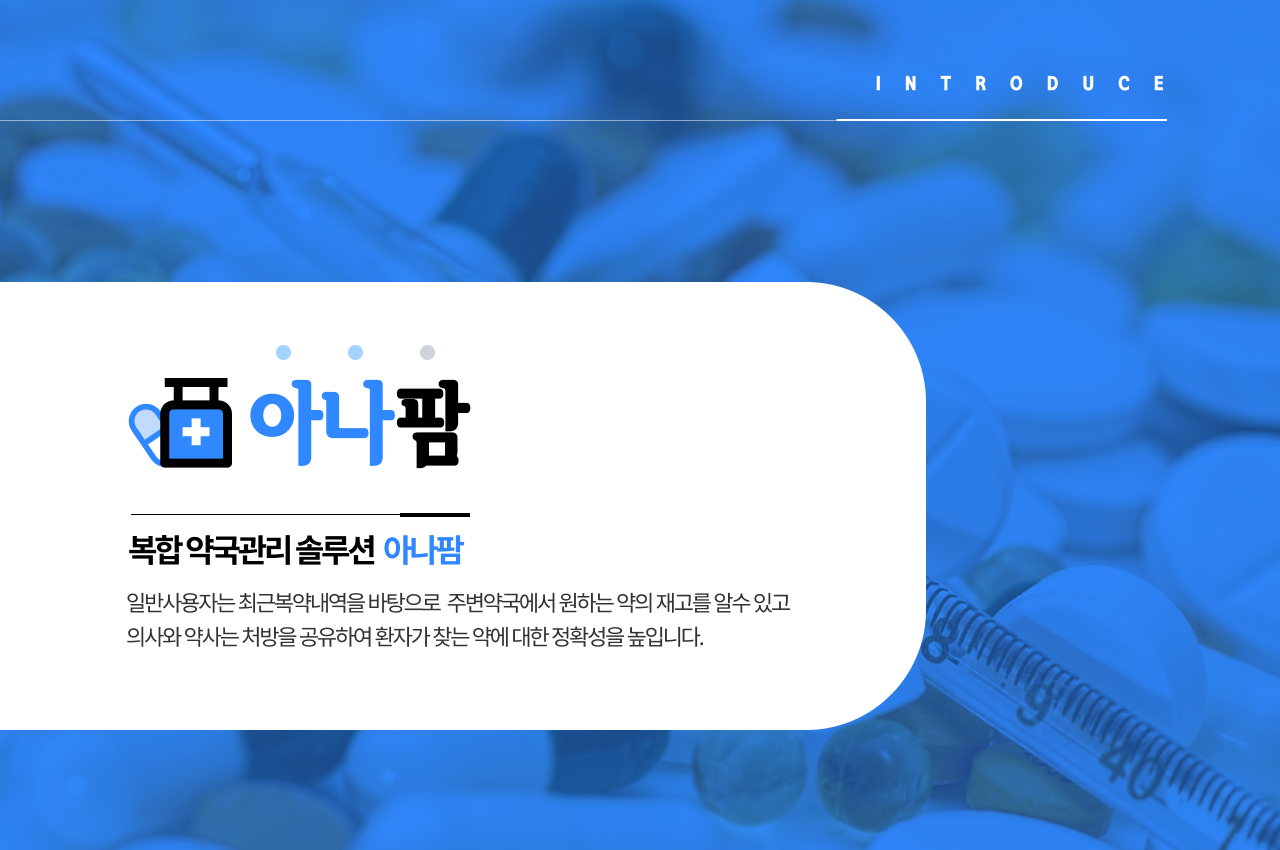 INTRODUCE
아나팜
복합 약국관리 솔루션 아나팜
일반사용자는 최근복약내역을 바탕으로 주변약국에서 원하는 약의 재고를 알수 있고
의사와 약사는 처방을 공유하여 환자가 찾는 약에 대한 정확성을 높입니다.
8
9
40